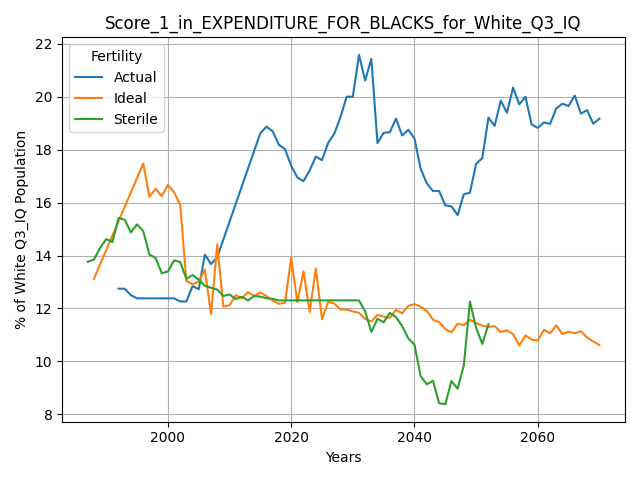 Score_1_in_EXPENDITURE_FOR_BLACKS_for_White_Q3_IQ
Fertility
Actual
Ideal
Sterile
% of White Q3_IQ Population
22
20
18
16
14
12
10
8
2000 2020 2040 2060
Years